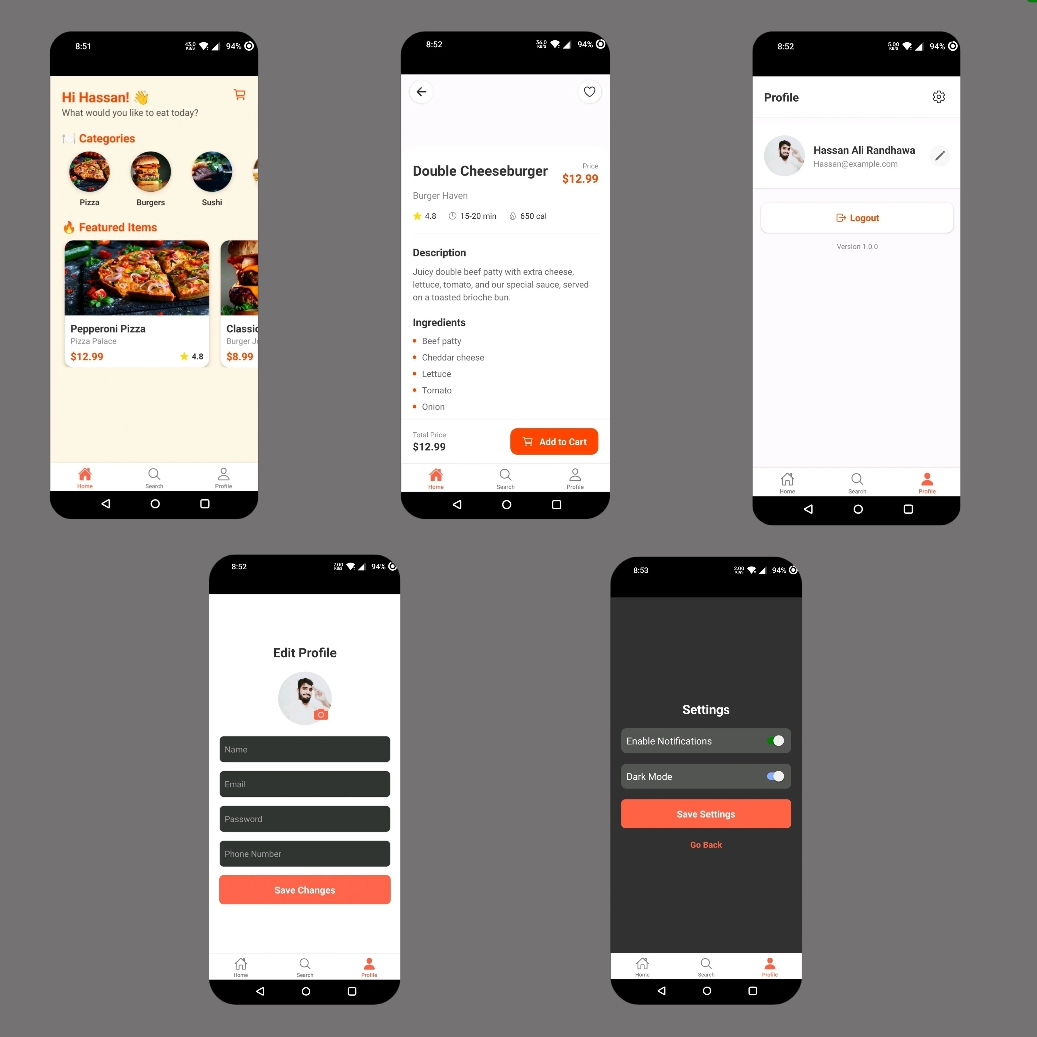 8:51
94%
Hi Hassan! 👋
What would you like to eat today?
🍽️ Categories
Pizza
Burgers
Sushi
🔥 Featured Items
Pepperoni Pizza
Pizza Palace
$12.99
4.8
Classic
$8.99
Home
Search
Profile
8:52
94%
Double Cheeseburger
Price
$12.99
Burger Haven
4.8
15-20 min
650 cal
Description
Juicy double beef patty with extra cheese,
lettuce, tomato, and our special sauce, served
on a toasted brioche bun.
Ingredients
Beef patty
Cheddar cheese
Lettuce
Tomato
Onion
Total Price
$12.99
Add to Cart
Home
Search
Profile
8:52
94%
Profile
Hassan Ali Randhawa
Hassan@example.com
Logout
Version 1.0.0
Home
Search
Profile
8:52
94%
Edit Profile
Name
Email
Password
Phone Number
Save Changes
Home
Search
Profile
8:53
94%
Settings
Enable Notifications
Dark Mode
Save Settings
Go Back
Home
Search
Profile